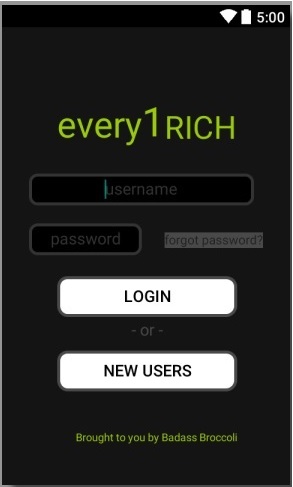 5:00
every1RICH
username
password forgot password?
LOGIN
- or -
NEW USERS
Brought to you by Badass Broccoli